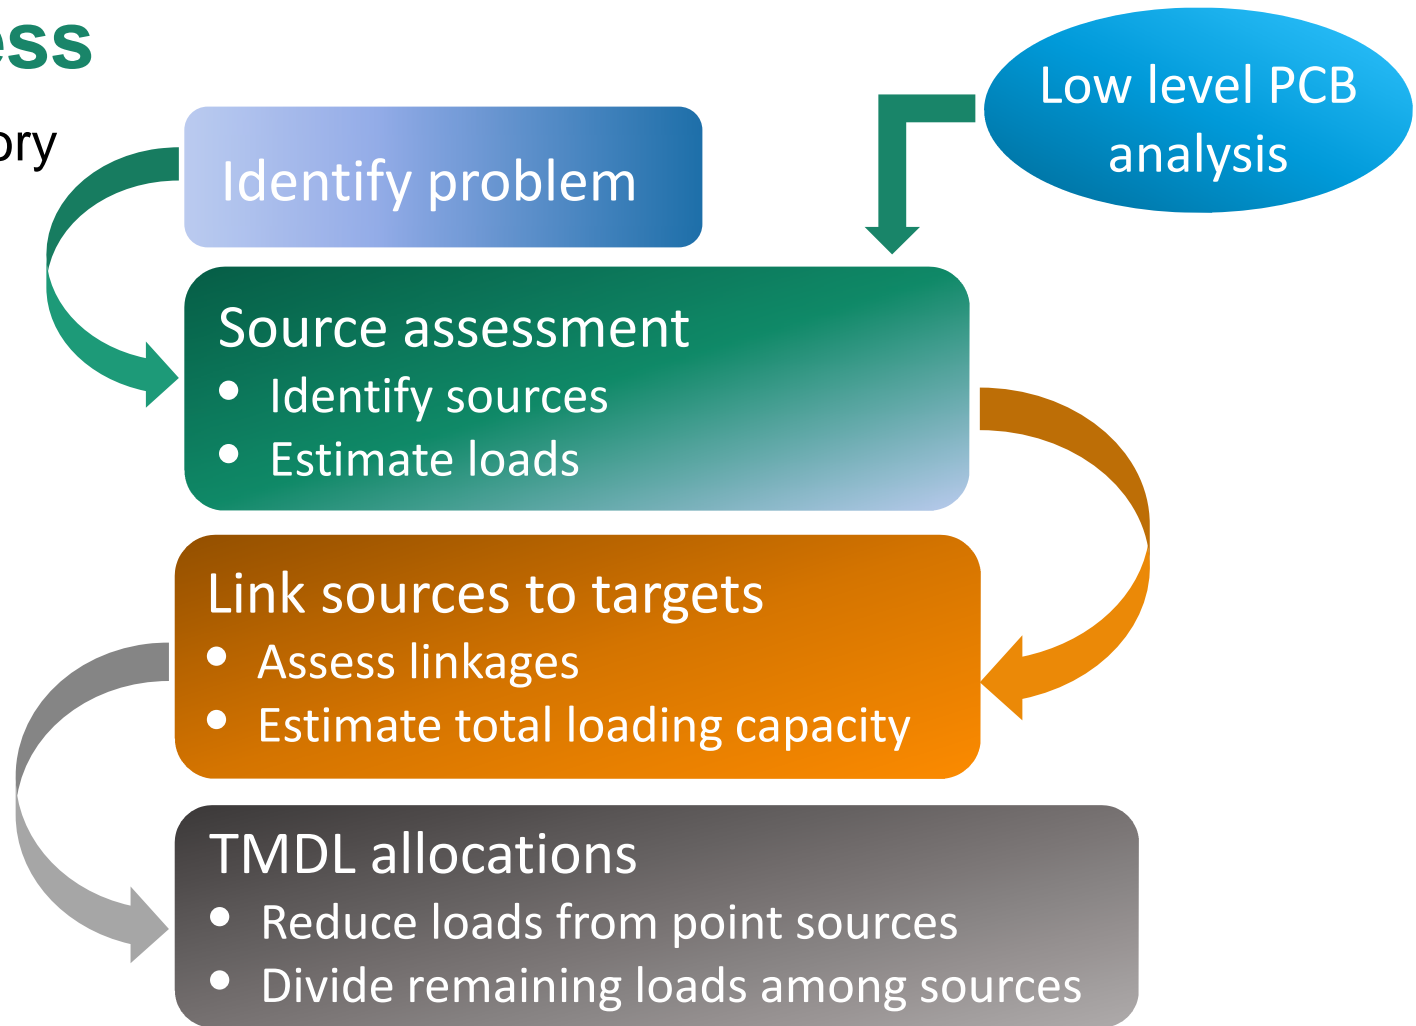 ess
ory
Low level PCB
analysis
Identify problem
Source assessment
• Identify sources
• Estimate loads
Link sources to targets
• Assess linkages
• Estimate total loading capacity
TMDL allocations
• Reduce loads from point sources
• Divide remaining loads among sources